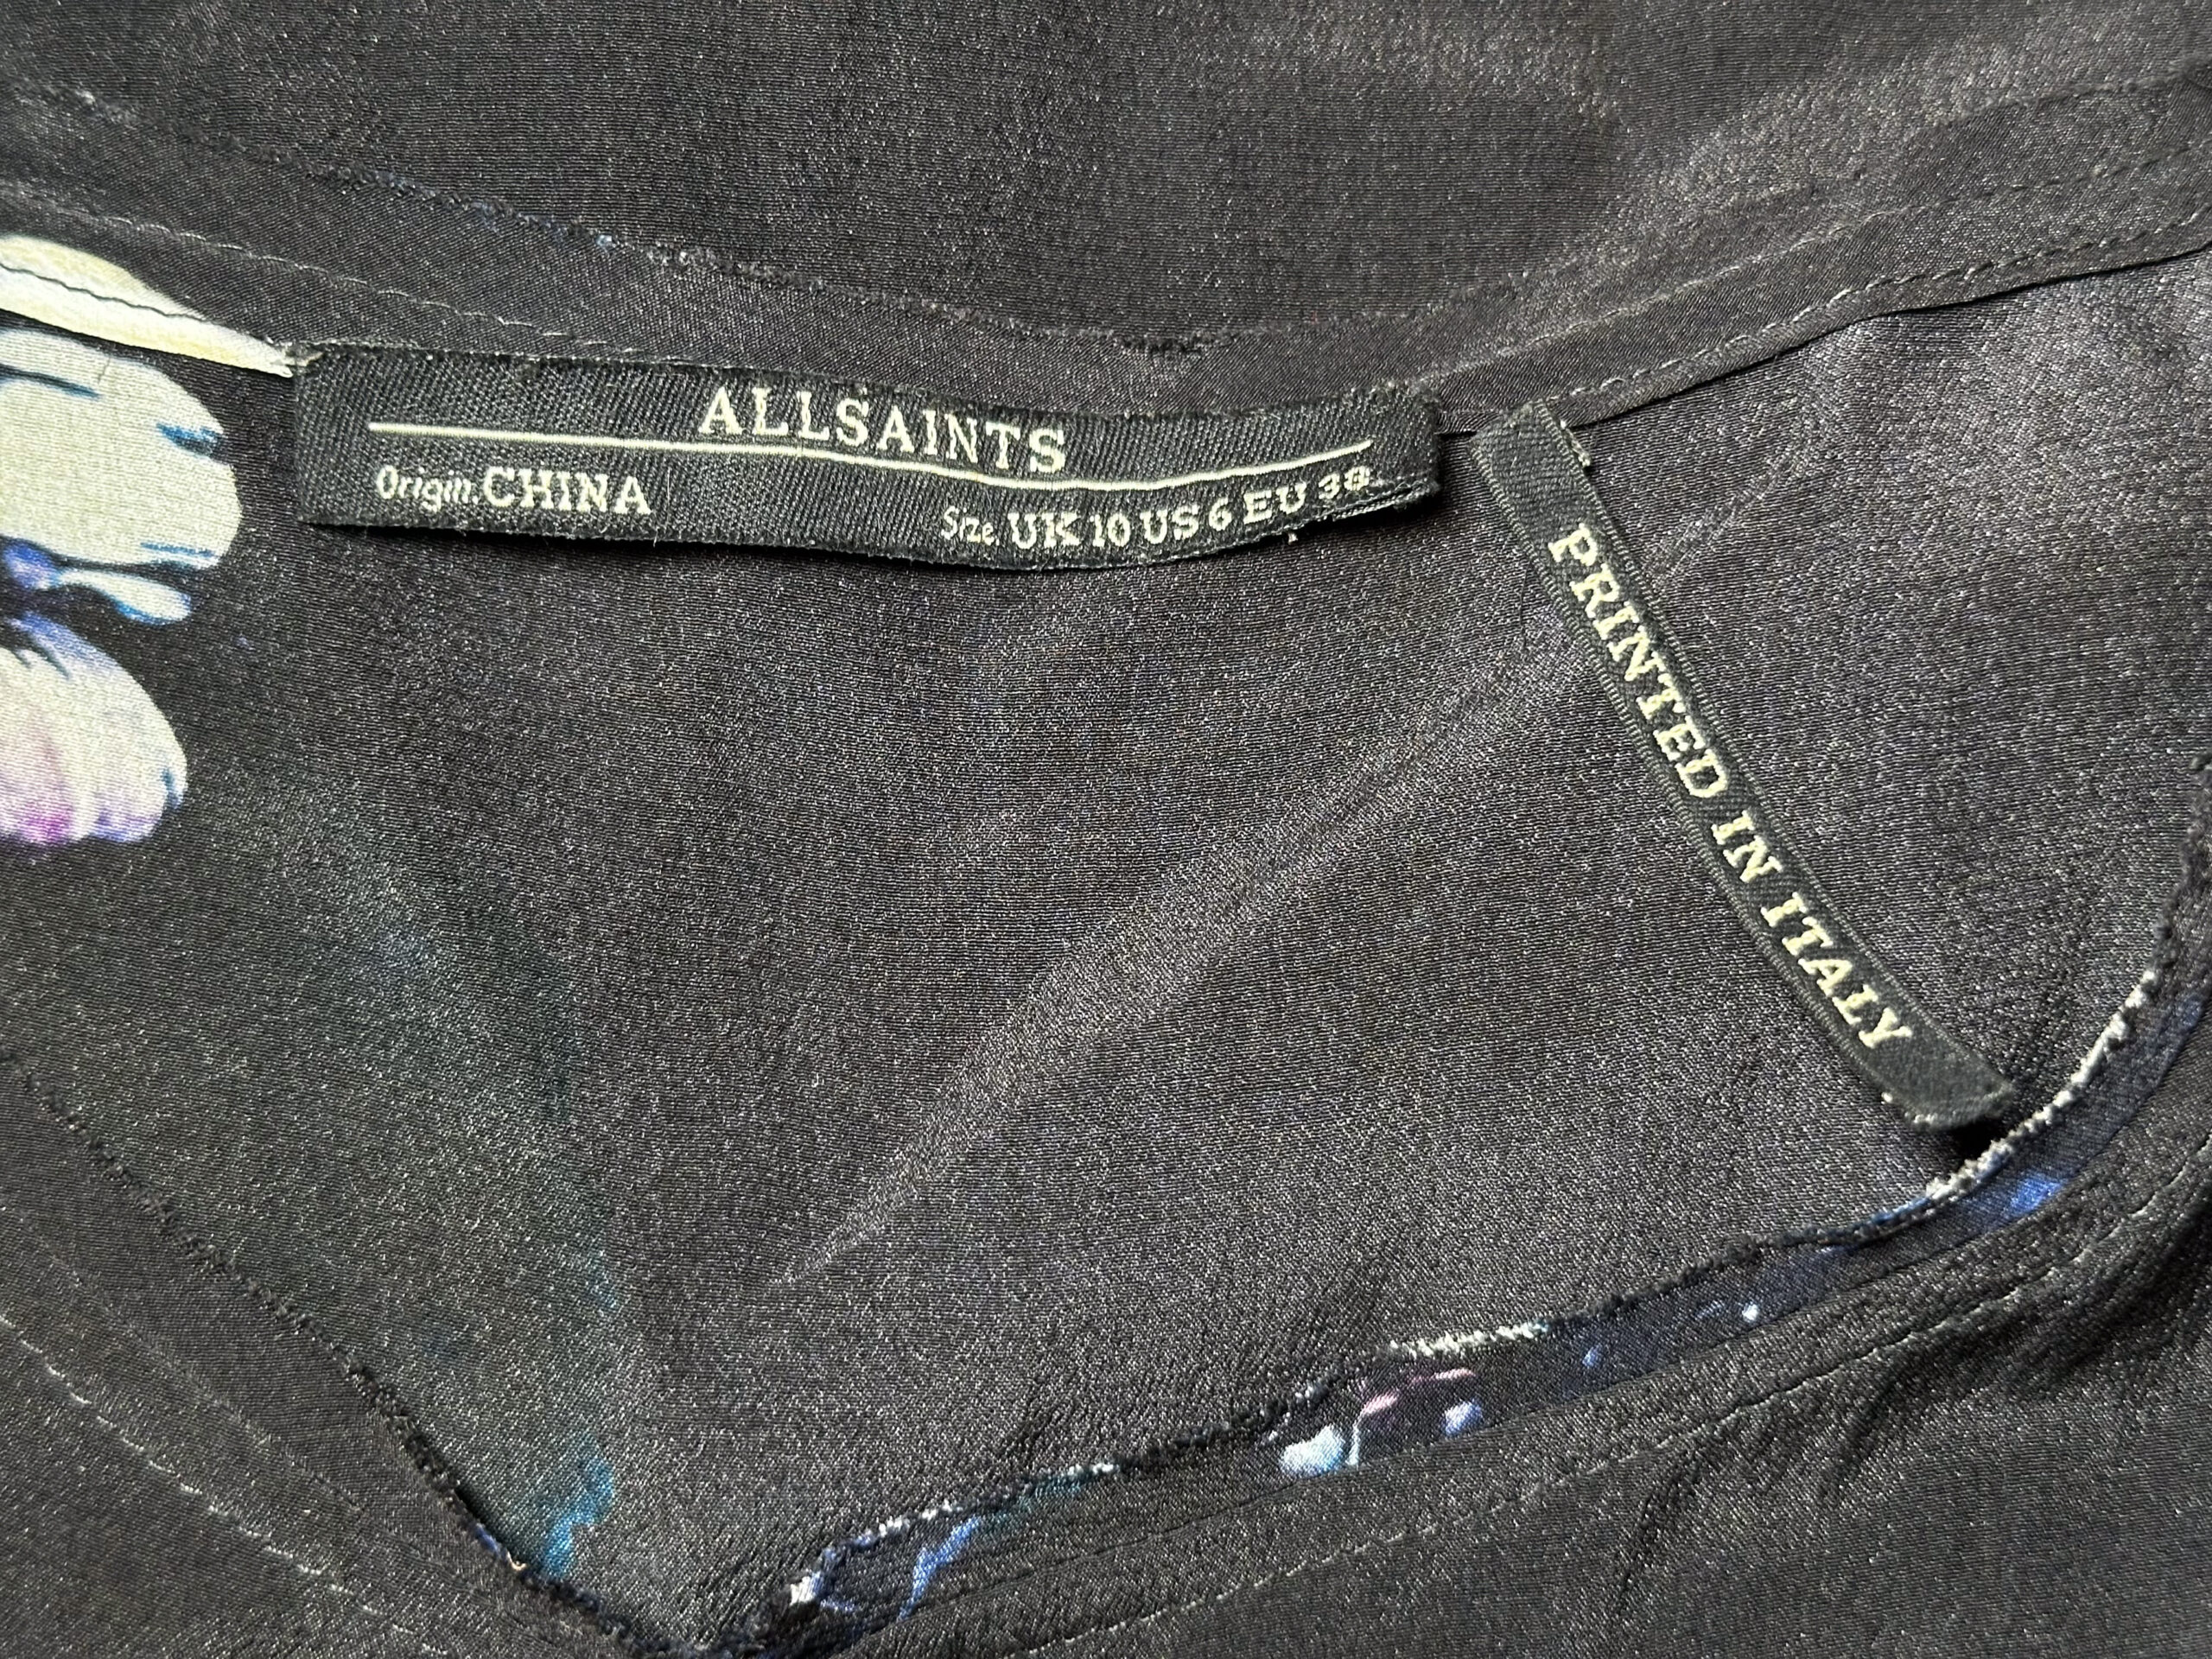 ALLSAINTS
Origin. CHINA
Size UK 10 US 6 EU 38
PRINTED IN ITALY